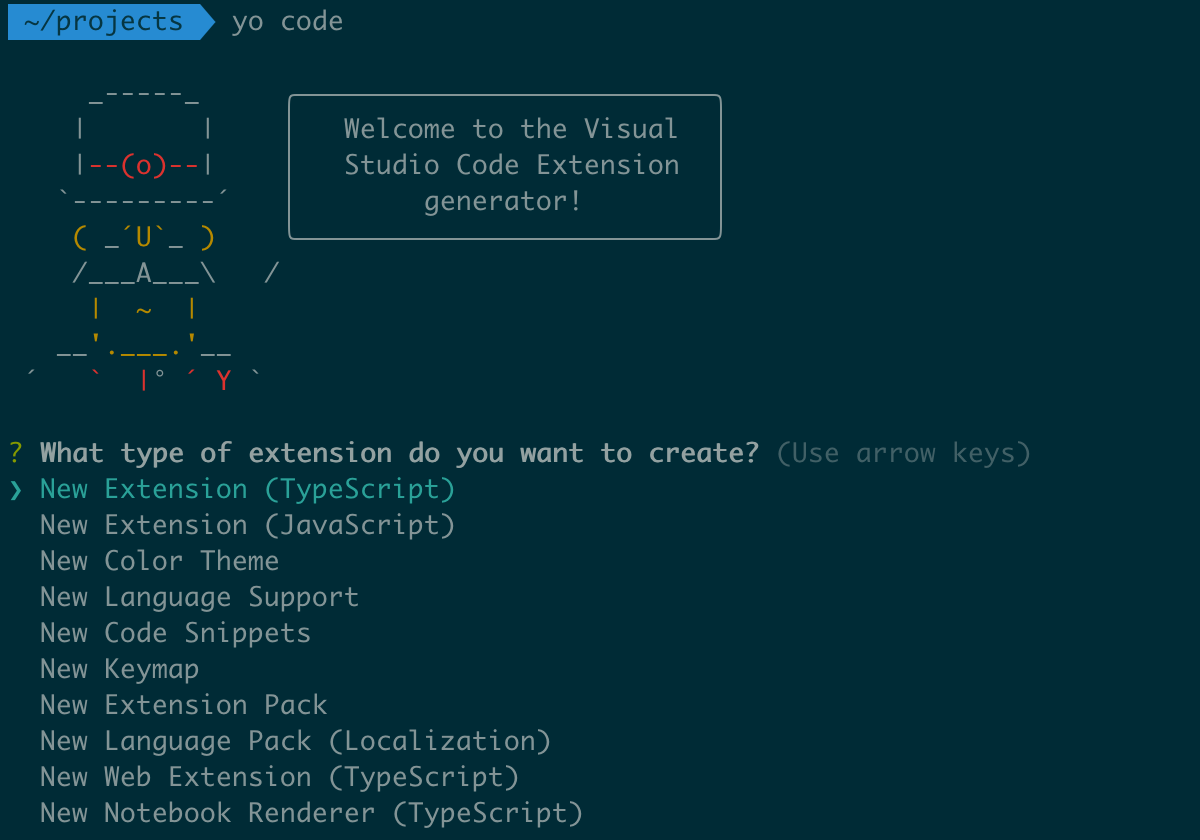 ~/projects yo code
_-----_
|       |
|--(o)--|
`---------´
( _´U`_ )
/___A___\   /
|  ~  |
__'.___.'__
´   `  |° ´ Y `
Welcome to the Visual
Studio Code Extension
generator!
? What type of extension do you want to create? (Use arrow keys)
❯ New Extension (TypeScript)
New Extension (JavaScript)
New Color Theme
New Language Support
New Code Snippets
New Keymap
New Extension Pack
New Language Pack (Localization)
New Web Extension (TypeScript)
New Notebook Renderer (TypeScript)